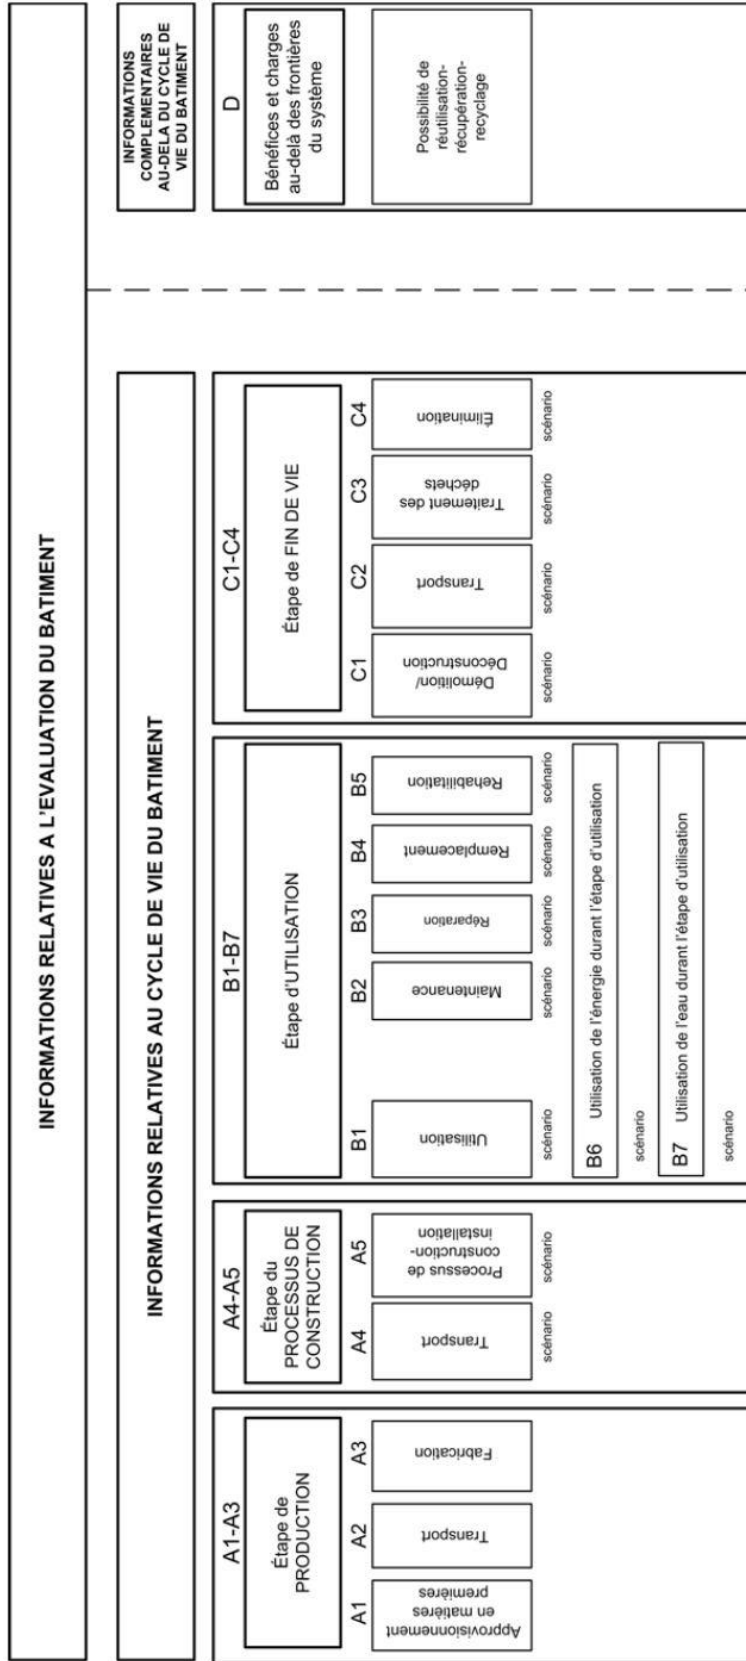 INFORMATIONS RELATIVES A L'EVALUATION DU BATIMENT
INFORMATIONS RELATIVES AU CYCLE DE VIE DU BATIMENT
INFORMATIONS
COMPLEMENTAIRES
AU-DELA DU CYCLE DE
VIE DU BATIMENT
A1-A3
Étape de
PRODUCTION
A1
Approvisionnement
en matières
premières
A2
Transport
A3
Fabrication
A4-A5
Étape du
PROCESSUS DE
CONSTRUCTION
A4
Transport
scénario
A5
Processus de
construction-
installation
scénario
B1-B7
Étape d'UTILISATION
B1
Utilisation
scénario
B2
Maintenance
scénario
B3
Réparation
scénario
B4
Remplacement
scénario
B5
Rehabilitation
scénario
B6 Utilisation de l'énergie durant l'étape d'utilisation
scénario
B7 Utilisation de l'eau durant l'étape d'utilisation
scénario
C1-C4
Étape de FIN DE VIE
C1
Démolition/
Déconstruction
scénario
C2
Transport
scénario
C3
Traitement des
déchets
scénario
C4
Élimination
scénario
D
Bénéfices et charges
au-delà des frontières
du système
Possibilité de
réutilisation-
récupération-
recyclage